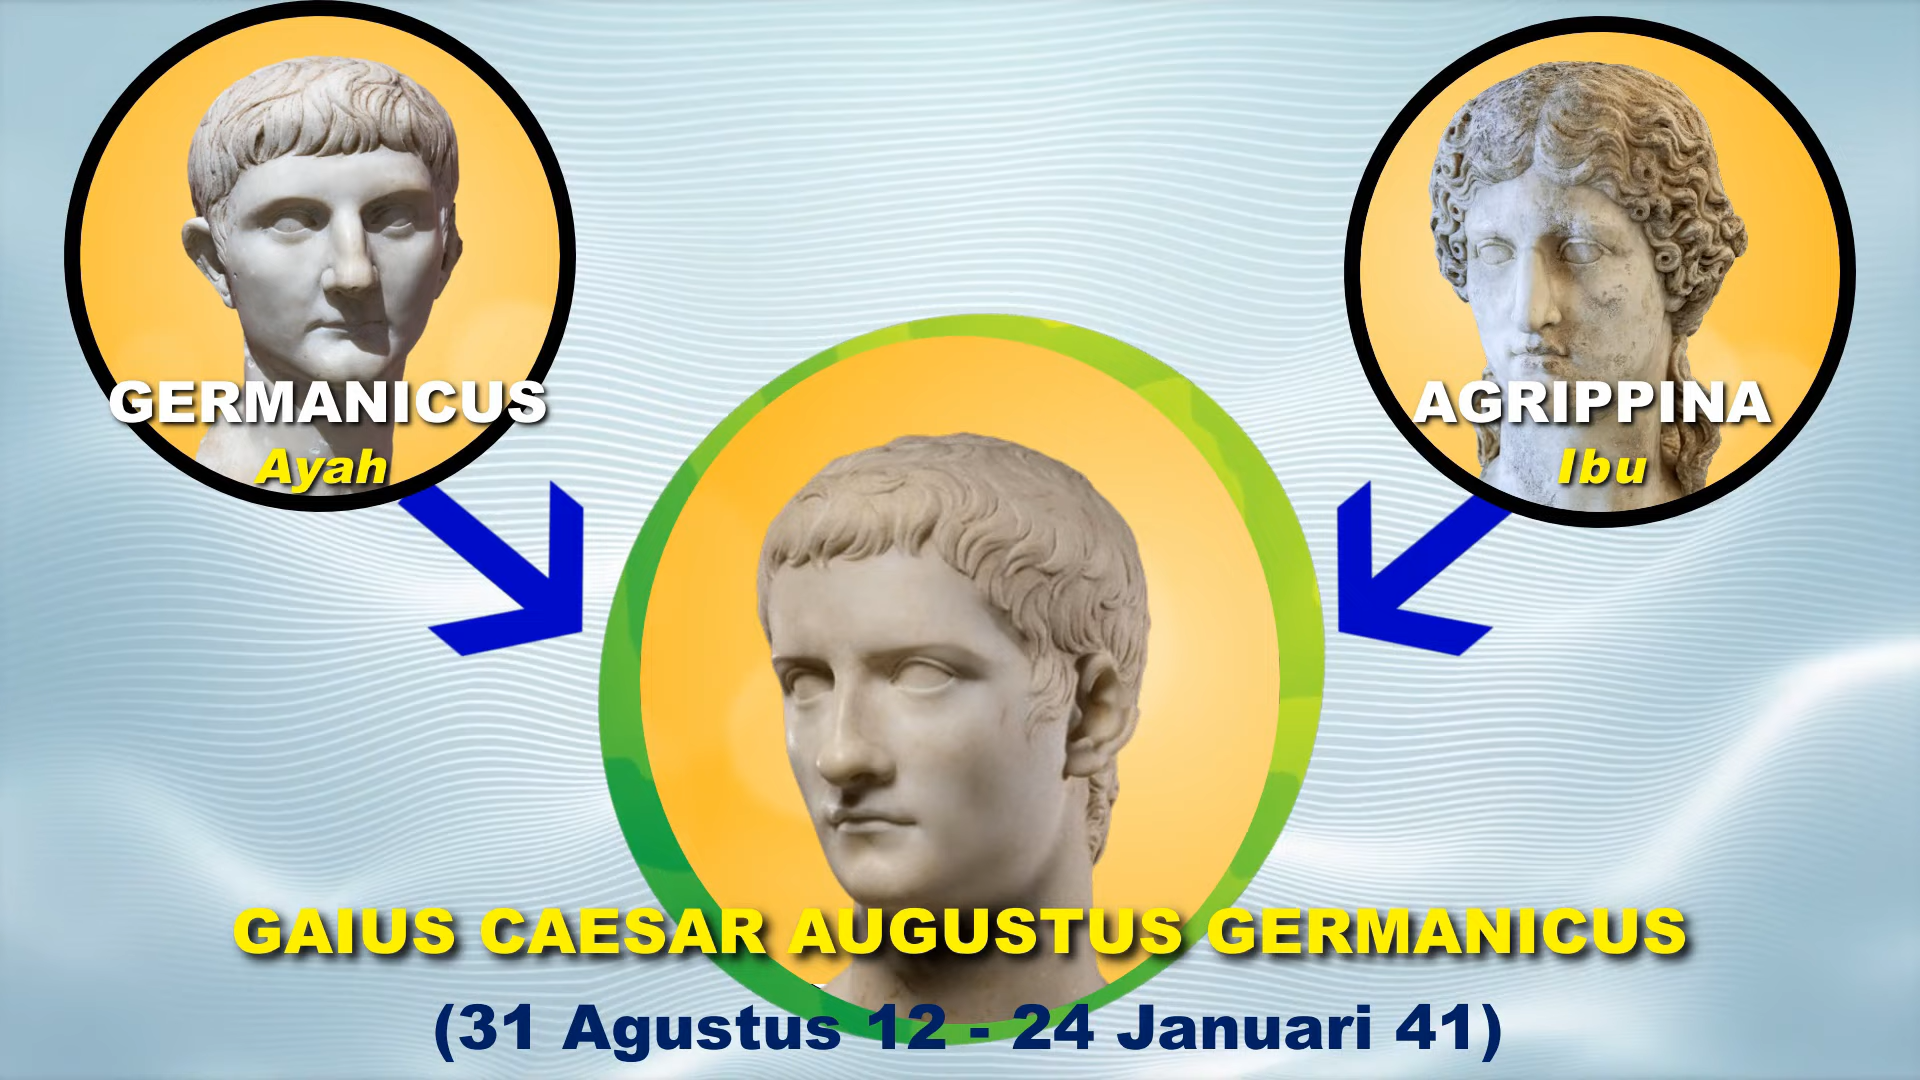 GERMANICUS
Ayah
AGRIPPINA
Ibu
GAIUS CAESAR AUGUSTUS GERMANICUS
(31 Agustus 12 - 24 Januari 41)